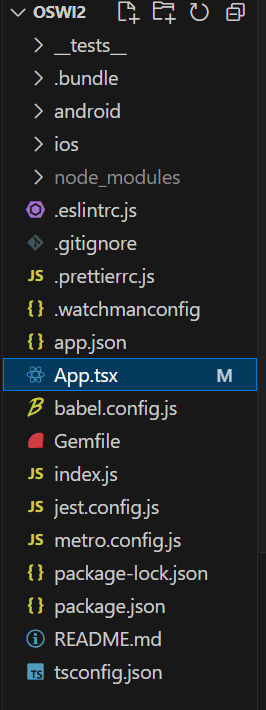 OSWI2
__tests__
.bundle
android
ios
node_modules
.eslintrc.js
.gitignore
JS .prettierrc.js
{} .watchmanconfig
{} app.json
App.tsx M
babel.config.js
Gemfile
JS index.js
JS jest.config.js
JS metro.config.js
{} package-lock.json
{} package.json
README.md
TS tsconfig.json